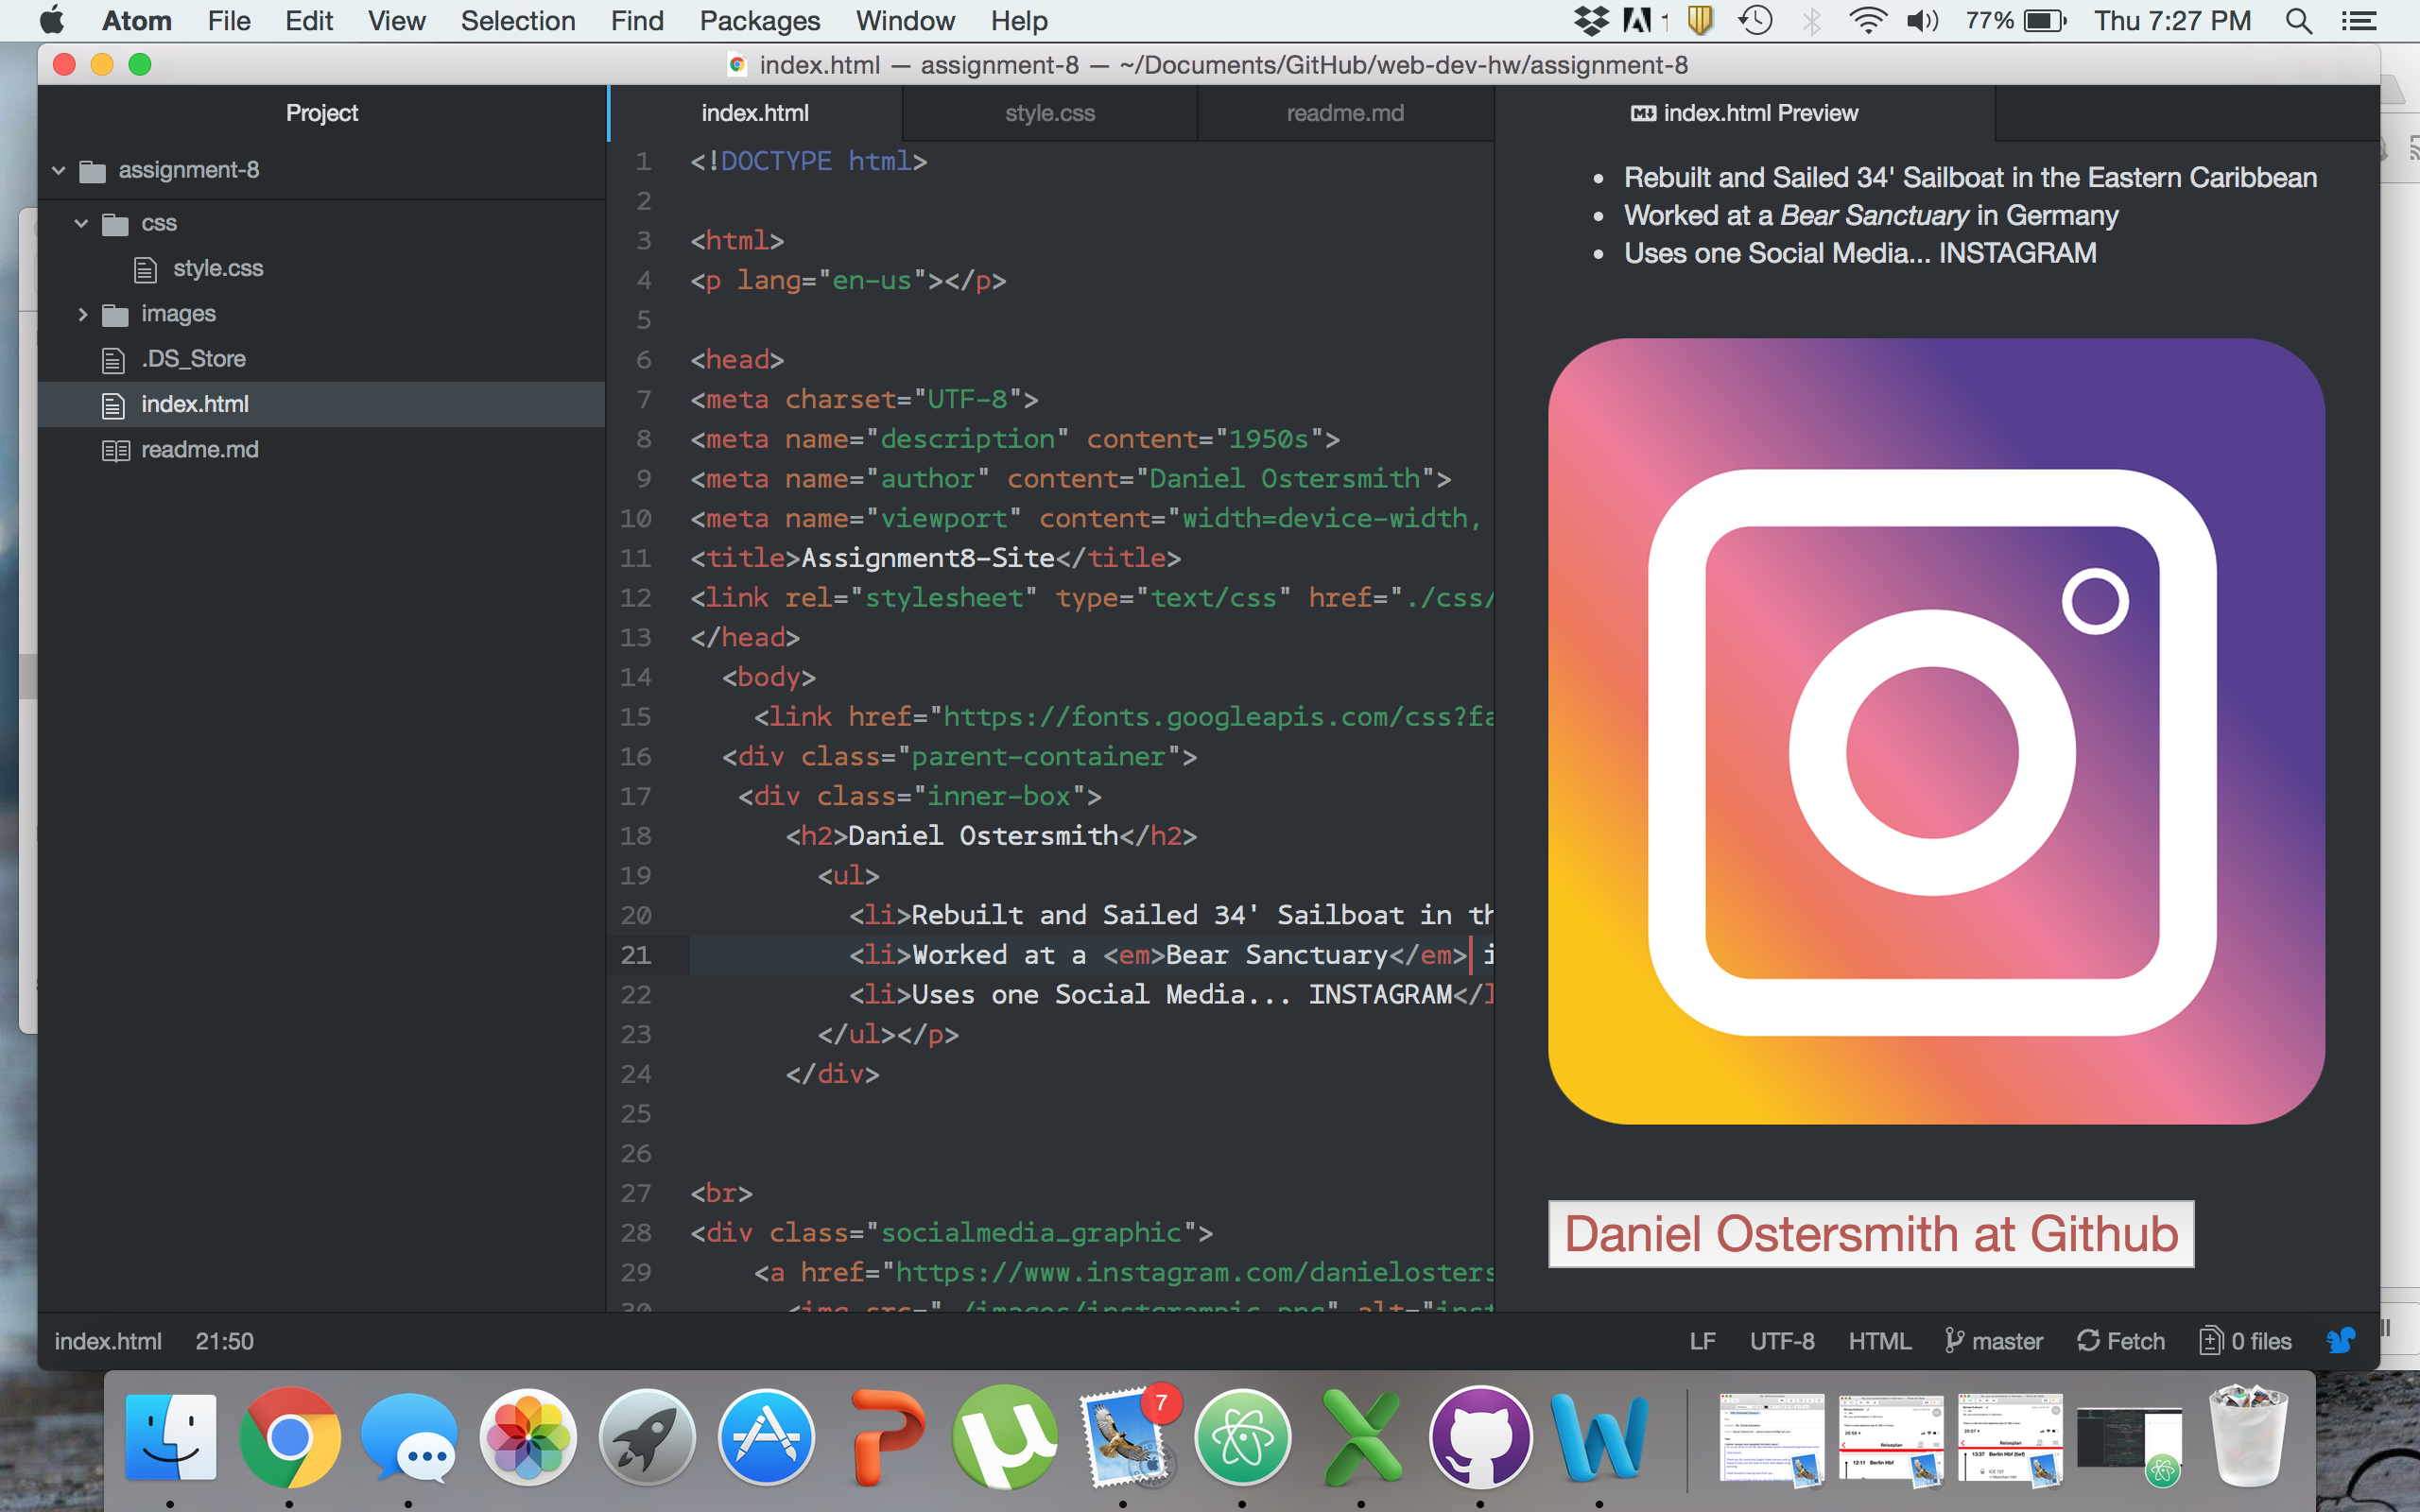 Atom File Edit View Selection Find Packages Window Help 77% Thu 7:27 PM
index.html — assignment-8 — ~/Documents/GitHub/web-dev-hw/assignment-8
Project
assignment-8
css
style.css
images
.DS_Store
index.html
readme.md
index.html style.css readme.md
1 <!DOCTYPE html>
2
3 <html>
4 <p lang="en-us"></p>
5
6 <head>
7 <meta charset="UTF-8">
8 <meta name="description" content="1950s">
9 <meta name="author" content="Daniel Ostersmith">
10 <meta name="viewport" content="width=device-width,
11 <title>Assignment8-Site</title>
12 <link rel="stylesheet" type="text/css" href="./css/
13 </head>
14 <body>
15 <link href="https://fonts.googleapis.com/css?fa
16 <div class="parent-container">
17 <div class="inner-box">
18 <h2>Daniel Ostersmith</h2>
19 <ul>
20 <li>Rebuilt and Sailed 34' Sailboat in th
21 <li>Worked at a <em>Bear Sanctuary</em> i
22 <li>Uses one Social Media... INSTAGRAM</l
23 </ul></p>
24 </div>
25
26
27 <br>
28 <div class="socialmedia_graphic">
29 <a href="https://www.instagram.com/danielosters
30 <img src="./images/instgrampic.png" alt="inst
index.html Preview
Rebuilt and Sailed 34' Sailboat in the Eastern Caribbean
Worked at a Bear Sanctuary in Germany
Uses one Social Media... INSTAGRAM
Daniel Ostersmith at Github
index.html 21:50 LF UTF-8 HTML master Fetch 0 files
7